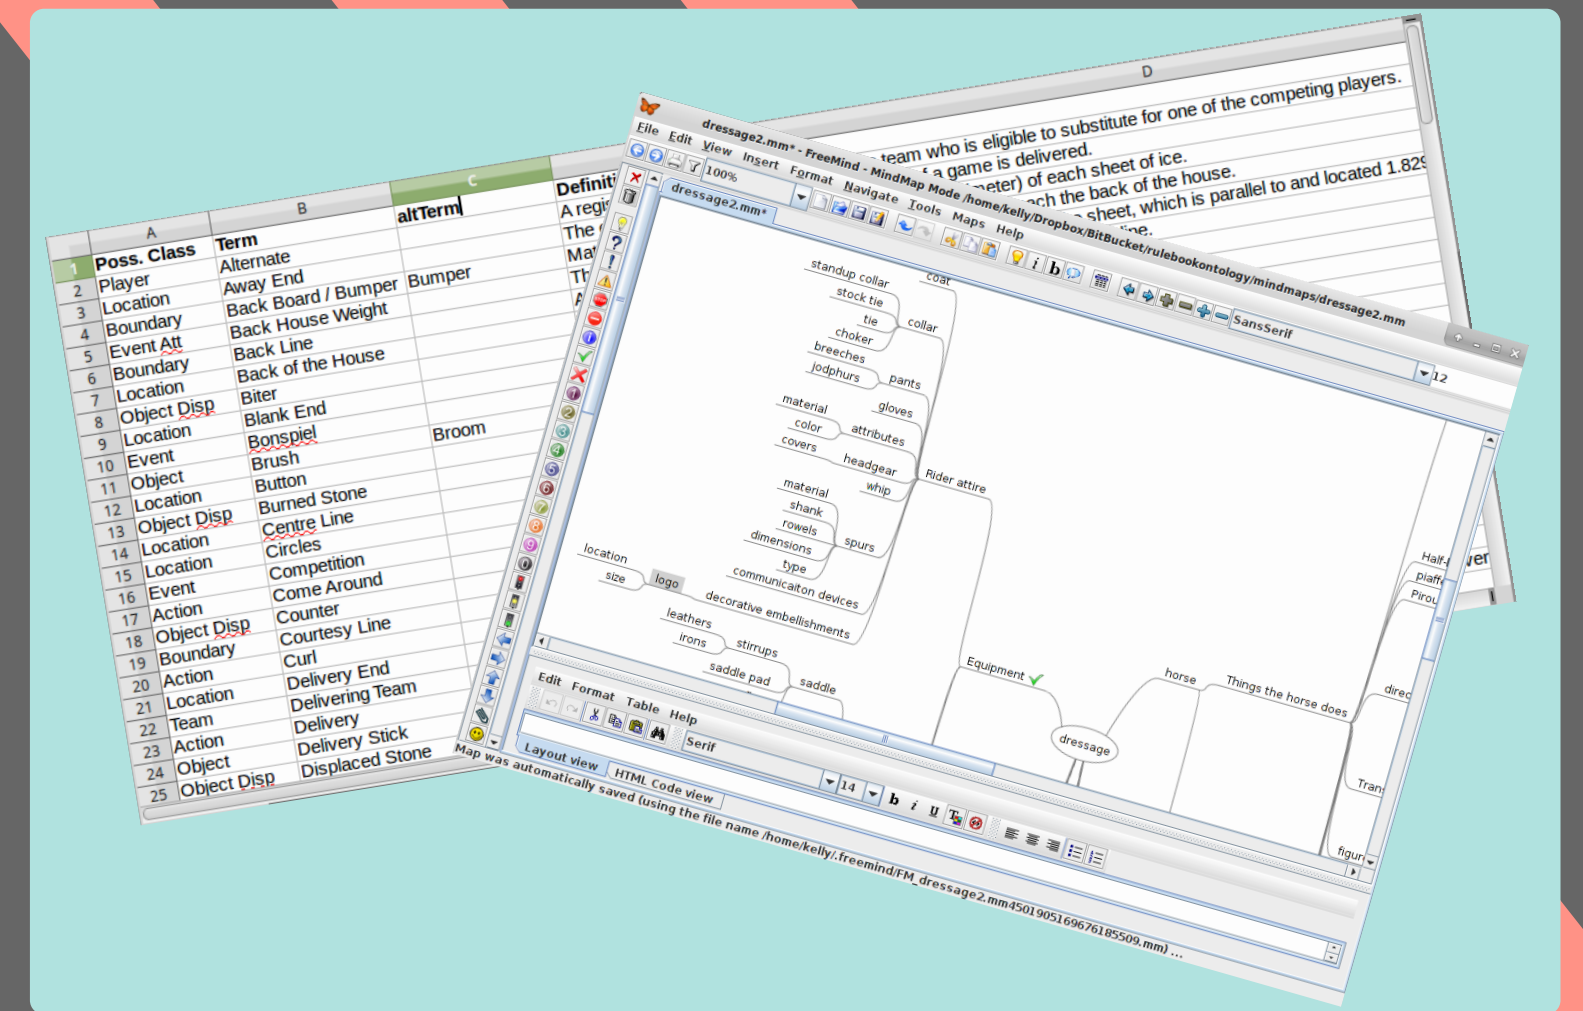 A
B
C
D
1
Poss. Class
Term
altTerm
2
Player
Alternate
3
Location
Away End
4
Boundary
Back Board / Bumper
Bumper
5
Event Att
Back House Weight
6
Boundary
Back Line
7
Location
Back of the House
8
Object Disp
Biter
9
Location
Blank End
10
Event
Bonspiel
11
Object
Brush
Broom
12
Location
Button
13
Object Disp
Burned Stone
14
Location
Centre Line
15
Location
Circles
16
Event
Competition
17
Action
Come Around
18
Object Disp
Counter
19
Boundary
Courtesy Line
20
Action
Curl
21
Location
Delivery End
22
Team
Delivering Team
23
Action
Delivery
24
Object
Delivery Stick
25
Object Disp
Displaced Stone
team who is eligible to substitute for one of the competing players.
a game is delivered.
of each sheet of ice.
the back of the house.
sheet, which is parallel to and located 1.829
dressage2.mm* - FreeMind - MindMap Mode /home/kelly/Dropbox/BitBucket/rulebookontology/mindmaps/dressage2.mm
File Edit View Insert Format Navigate Tools Maps Help
100%
SansSerif
12
dressage2.mm*
coat
standup collar
stock tie
tie
choker
collar
breeches
jodphurs
pants
gloves
material
color
attributes
covers
headgear
whip
Rider attire
material
shank
rowels
dimensions
type
spurs
communicaiton devices
location
size
logo
decorative embellishments
leathers
irons
stirrups
saddle pad
saddle
Equipment
dressage
horse
Things the horse does
Half-
piaffe
Pirou
direc
Trans
figur
Edit Format Table Help
Serif
14
b i U
Layout view
HTML Code view
Map was automatically saved (using the file name /home/kelly/.freemind/FM_dressage2.mm4501905169676185509.mm) ...